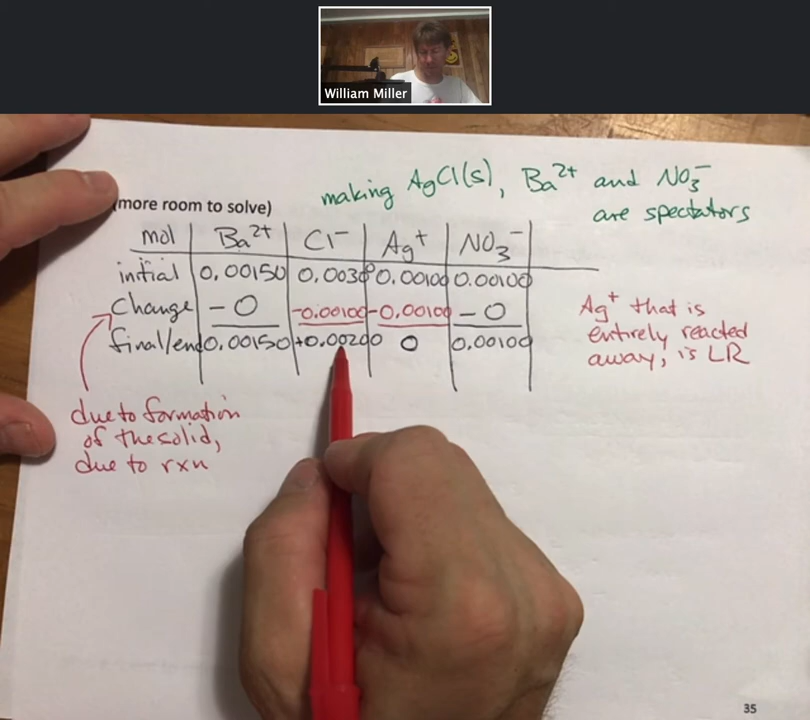 William Miller
making AgCl(s), Ba²⁺ and NO₃⁻
are spectators
(more room to solve)
mol Ba²⁺ Cl⁻ Ag⁺ NO₃⁻
initial 0.00150 0.00300 0.00100 0.00100
Change -0 -0.00100 -0.00100 -0
final/end 0.00150 +0.00200 0 0.00100
Ag⁺ that is
entirely reacted
away, is LR
due to formation
of the solid,
due to rxn
35